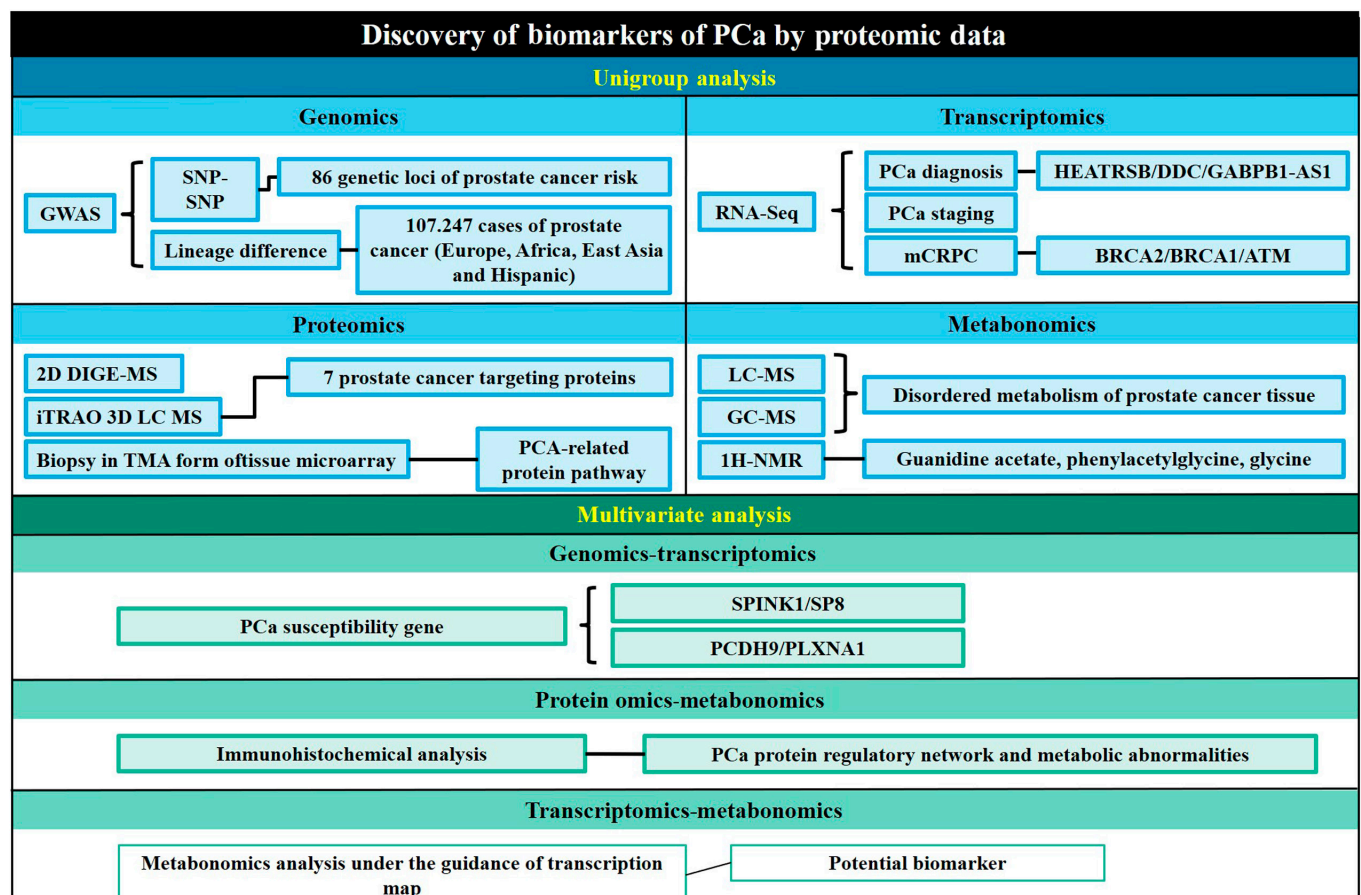 Discovery of biomarkers of PCa by proteomic data
Unigroup analysis
Genomics
GWAS
SNP-
SNP
86 genetic loci of prostate cancer risk
Lineage difference
107.247 cases of prostate
cancer (Europe, Africa, East Asia
and Hispanic)
Transcriptomics
RNA-Seq
PCa diagnosis
HEATRSB/DDC/GABPB1-AS1
PCa staging
mCRPC
BRCA2/BRCA1/ATM
Proteomics
2D DIGE-MS
iTRAO 3D LC MS
7 prostate cancer targeting proteins
Biopsy in TMA form oftissue microarray
PCA-related
protein pathway
Metabonomics
LC-MS
GC-MS
Disordered metabolism of prostate cancer tissue
1H-NMR
Guanidine acetate, phenylacetylglycine, glycine
Multivariate analysis
Genomics-transcriptomics
PCa susceptibility gene
SPINK1/SP8
PCDH9/PLXNA1
Protein omics-metabonomics
Immunohistochemical analysis
PCa protein regulatory network and metabolic abnormalities
Transcriptomics-metabonomics
Metabonomics analysis under the guidance of transcription
map
Potential biomarker